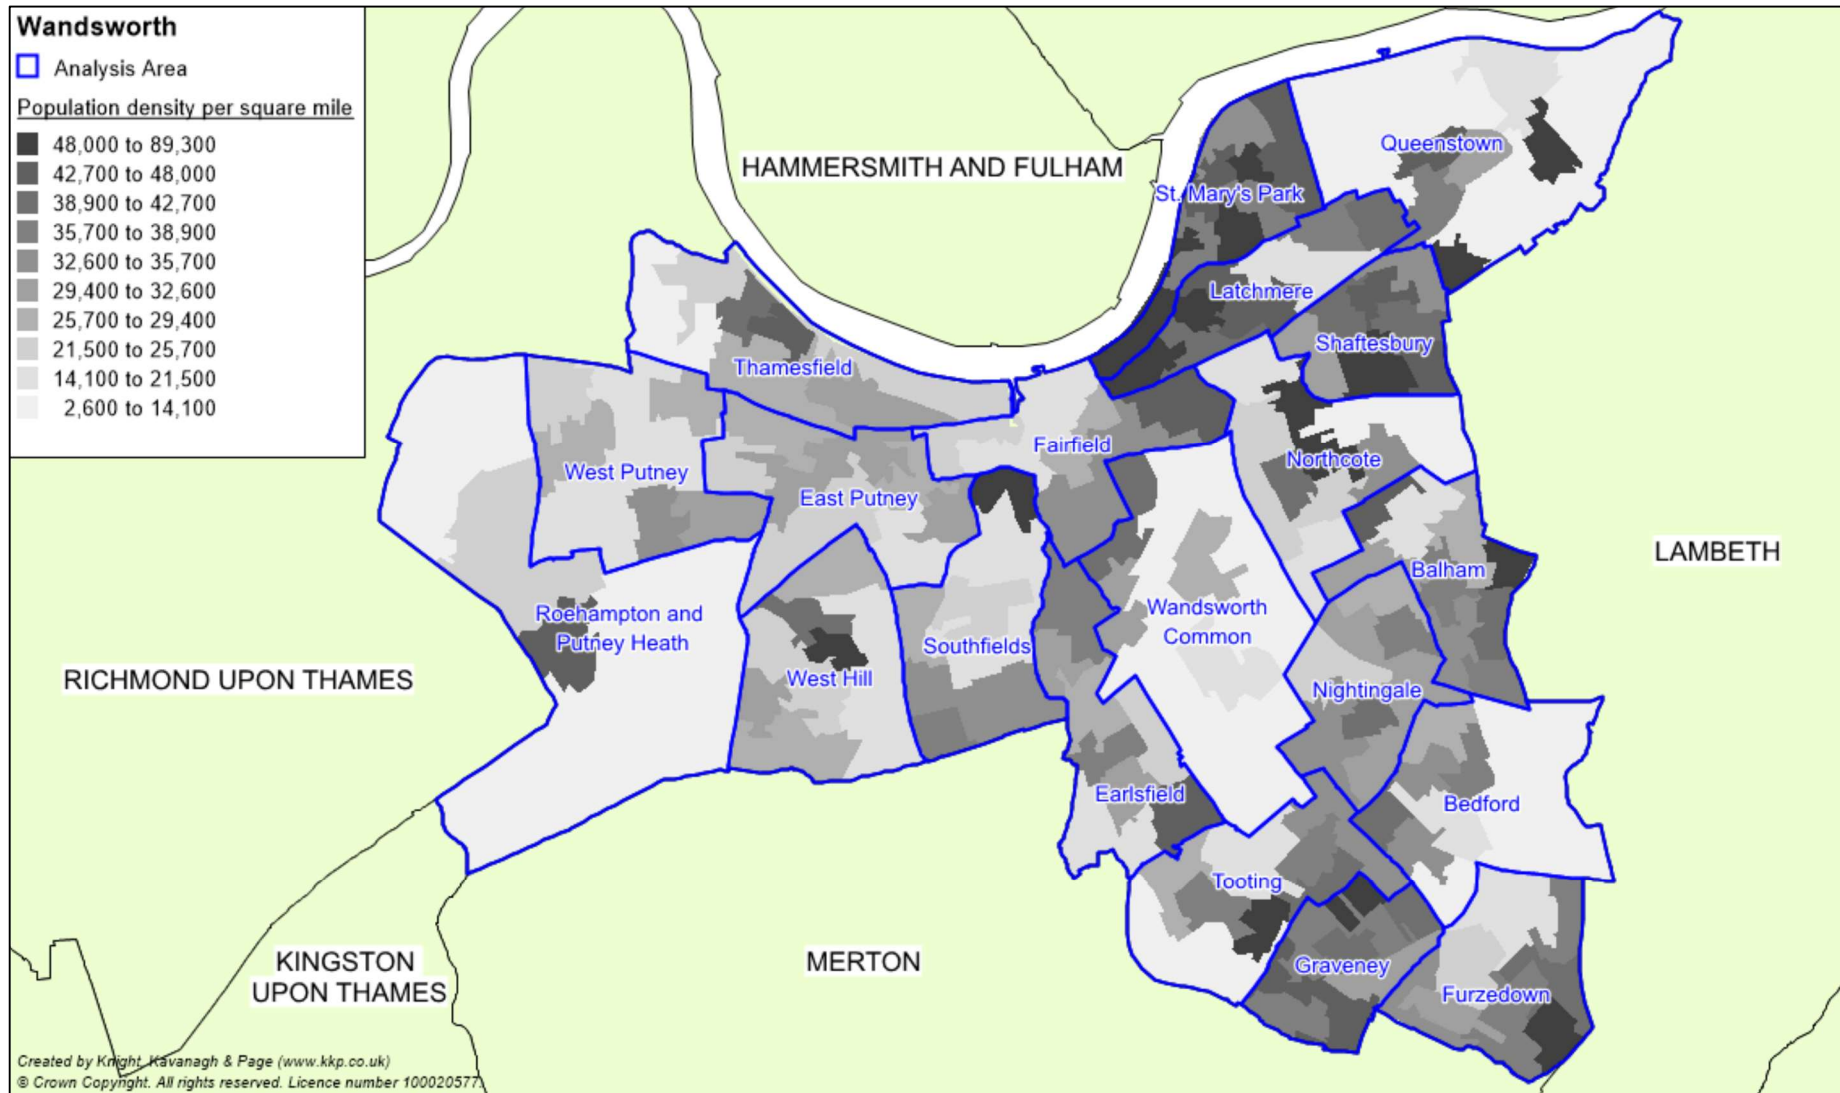 Wandsworth
Analysis Area
Population density per square mile
48,000 to 89,300
42,700 to 48,000
38,900 to 42,700
35,700 to 38,900
32,600 to 35,700
29,400 to 32,600
25,700 to 29,400
21,500 to 25,700
14,100 to 21,500
2,600 to 14,100
HAMMERSMITH AND FULHAM
Queenstown
St. Mary's Park
Latchmere
Shaftesbury
Thamesfield
Fairfield
Northcote
West Putney
East Putney
LAMBETH
Balham
Roehampton and
Putney Heath
Wandsworth
Common
Southfields
West Hill
RICHMOND UPON THAMES
Nightingale
Earlsfield
Bedford
Tooting
KINGSTON
UPON THAMES
MERTON
Graveney
Furzedown
Created by Knight, Kavanagh & Page (www.kkp.co.uk)
© Crown Copyright. All rights reserved. Licence number 100020577.